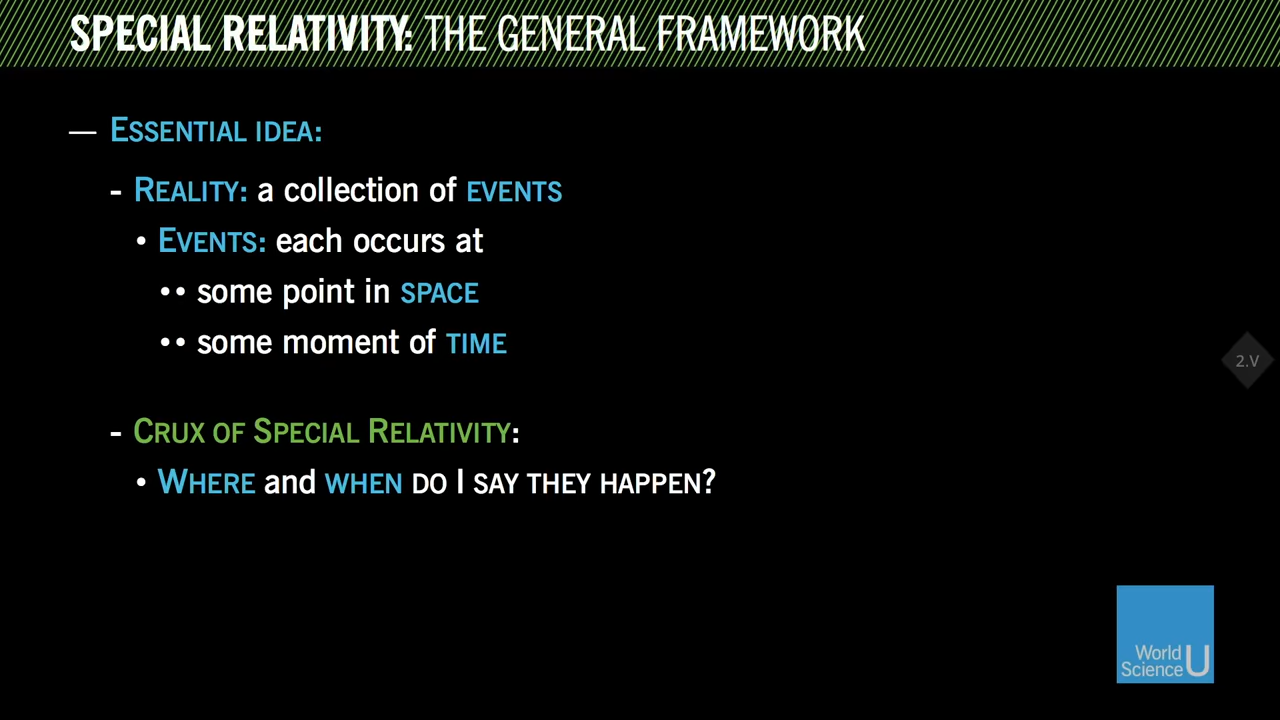 SPECIAL RELATIVITY: THE GENERAL FRAMEWORK
— ESSENTIAL IDEA:
- REALITY: a collection of EVENTS
• EVENTS: each occurs at
•• some point in SPACE
•• some moment of TIME
2.V
- CRUX OF SPECIAL RELATIVITY:
• WHERE and WHEN DO I SAY THEY HAPPEN?
World
Science U